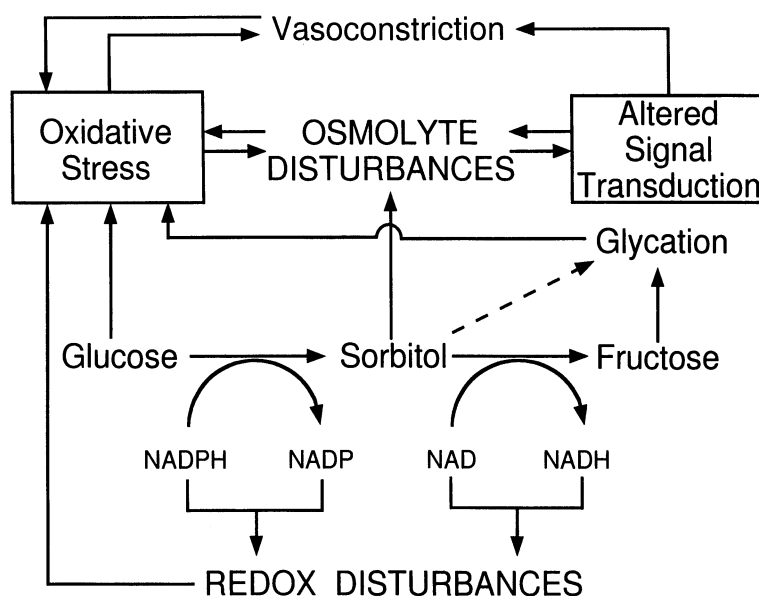 Vasoconstriction
Oxidative
Stress
OSMOLYTE
DISTURBANCES
Altered
Signal
Transduction
Glycation
Glucose
Sorbitol
Fructose
NADPH
NADP
NAD
NADH
REDOX DISTURBANCES